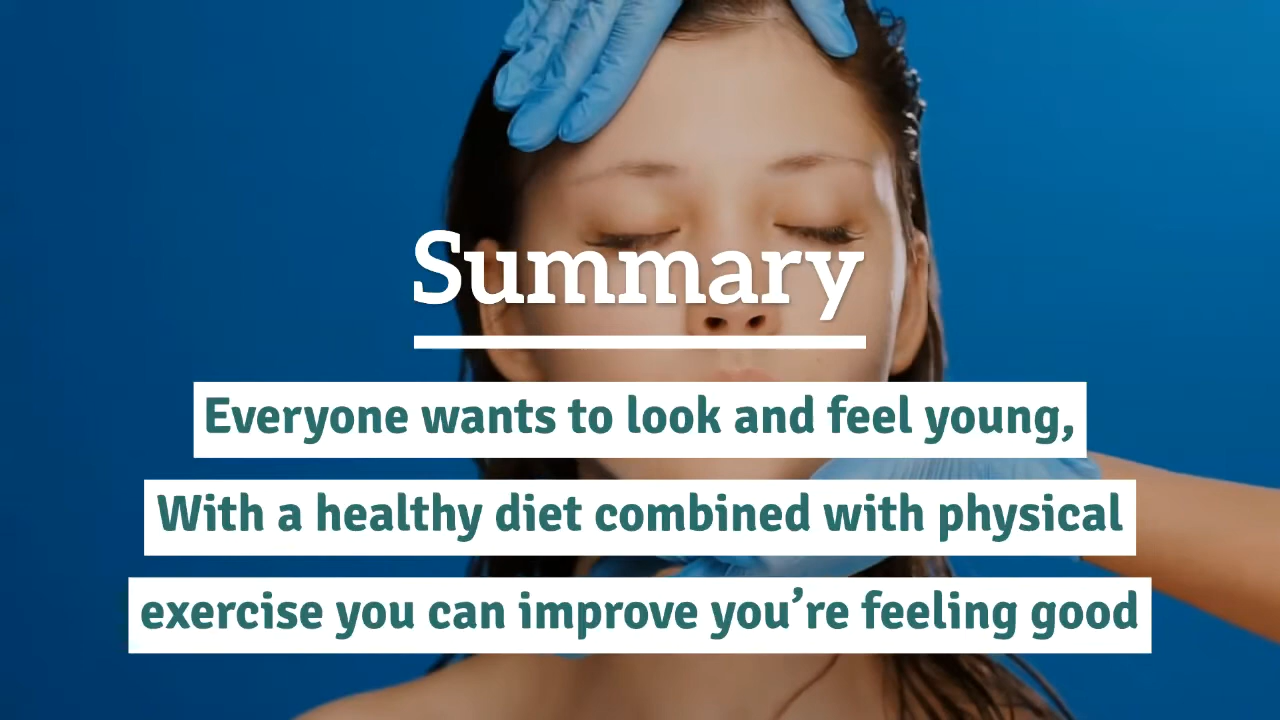 Summary
Everyone wants to look and feel young,
With a healthy diet combined with physical
exercise you can improve you’re feeling good